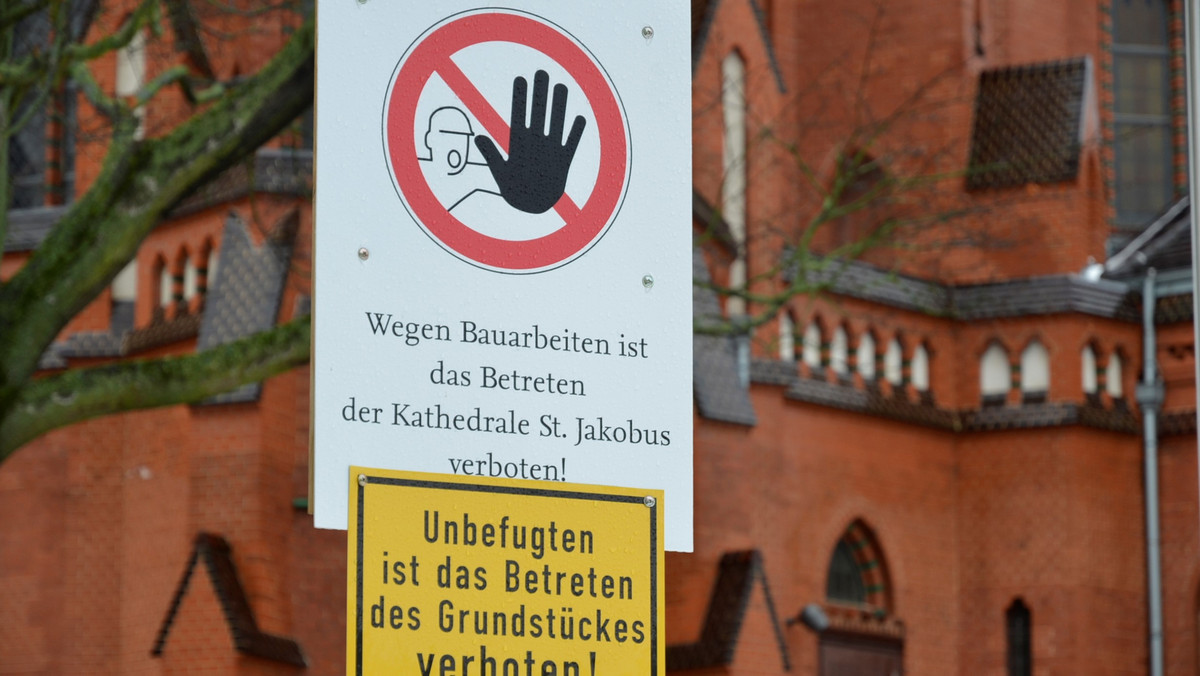 Wegen Bauarbeiten ist
das Betreten
der Kathedrale St. Jakobus
verboten!
Unbefugten
ist das Betreten
des Grundstückes
verboten!